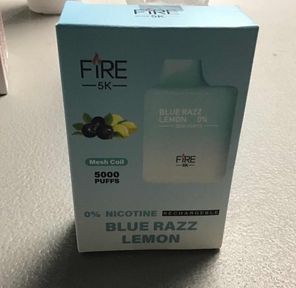 FIRE
5K
BLUE RAZZ
LEMON 0%
FIRE
5K
Mesh Coil
5000
PUFFS
0% NICOTINE RECHARGEABLE
BLUE RAZZ
LEMON